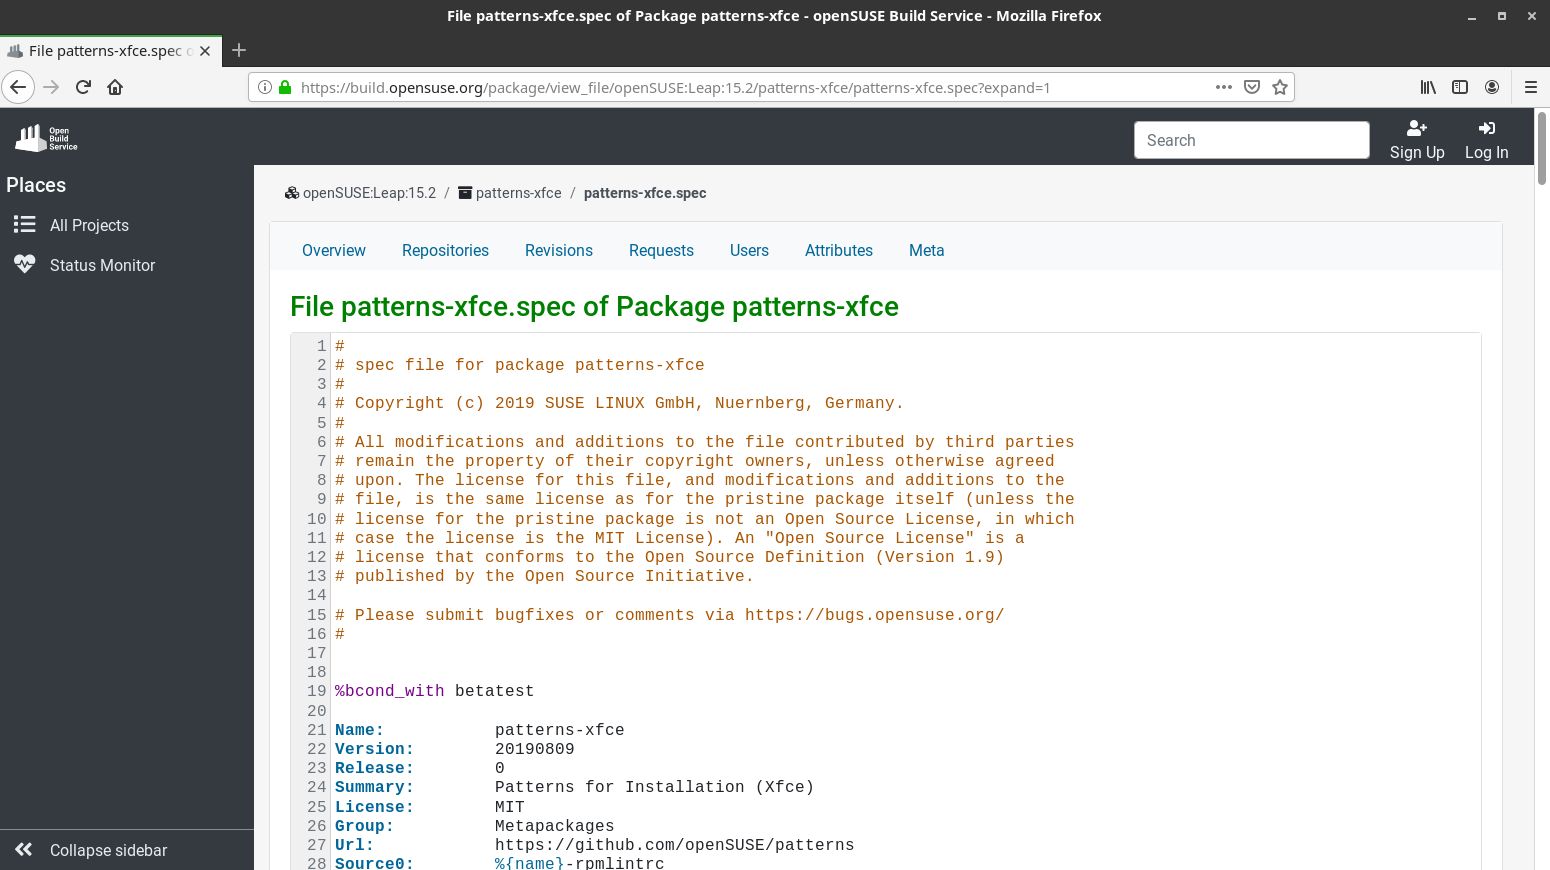 File patterns-xfce.spec of Package patterns-xfce - openSUSE Build Service - Mozilla Firefox
File patterns-xfce.spec
https://build.opensuse.org/package/view_file/openSUSE:Leap:15.2/patterns-xfce/patterns-xfce.spec?expand=1
Open
Build
Service
Search
Sign Up
Log In
Places
All Projects
Status Monitor
Collapse sidebar
openSUSE:Leap:15.2 / patterns-xfce / patterns-xfce.spec
Overview Repositories Revisions Requests Users Attributes Meta
File patterns-xfce.spec of Package patterns-xfce
1 #
2 # spec file for package patterns-xfce
3 #
4 # Copyright (c) 2019 SUSE LINUX GmbH, Nuernberg, Germany.
5 #
6 # All modifications and additions to the file contributed by third parties
7 # remain the property of their copyright owners, unless otherwise agreed
8 # upon. The license for this file, and modifications and additions to the
9 # file, is the same license as for the pristine package itself (unless the
10 # license for the pristine package is not an Open Source License, in which
11 # case the license is the MIT License). An "Open Source License" is a
12 # license that conforms to the Open Source Definition (Version 1.9)
13 # published by the Open Source Initiative.
14
15 # Please submit bugfixes or comments via https://bugs.opensuse.org/
16 #
17
18
19 %bcond_with betatest
20
21 Name: patterns-xfce
22 Version: 20190809
23 Release: 0
24 Summary: Patterns for Installation (Xfce)
25 License: MIT
26 Group: Metapackages
27 Url: https://github.com/openSUSE/patterns
28 Source0: %{name}-rpmlintrc